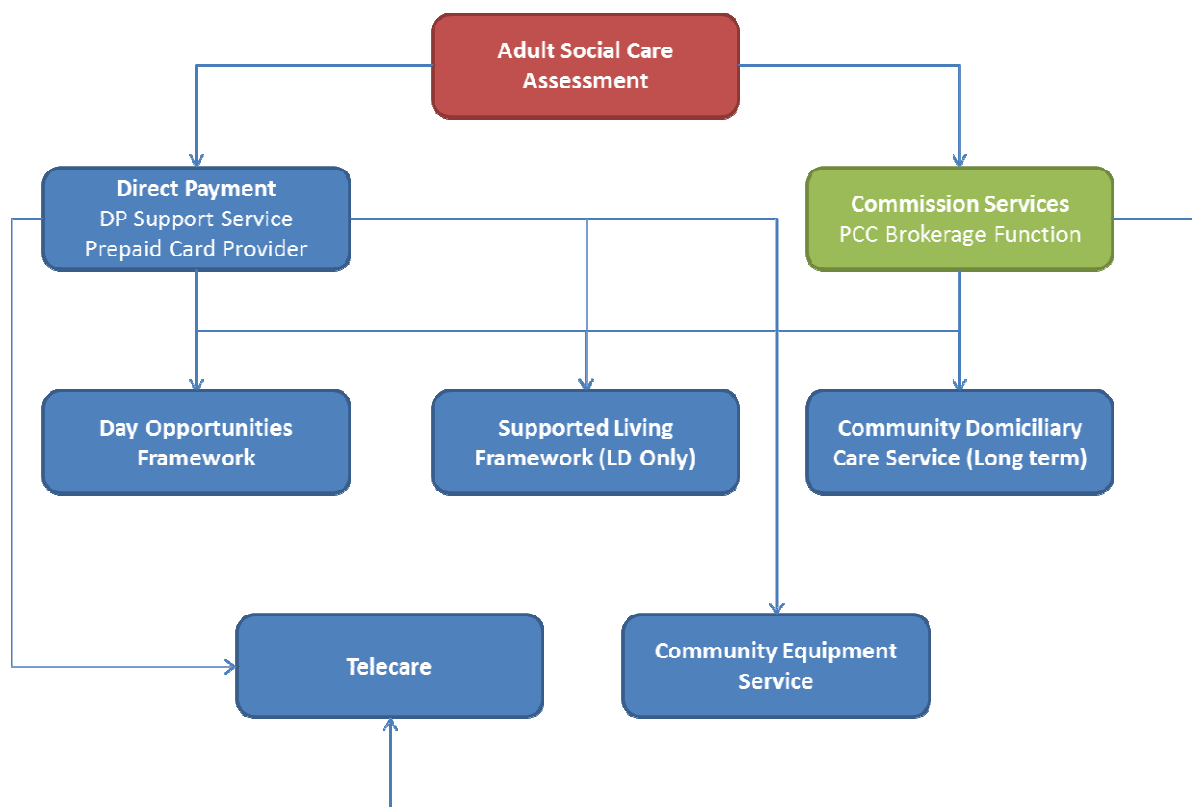 Adult Social Care
Assessment
Direct Payment
DP Support Service
Prepaid Card Provider
Commission Services
PCC Brokerage Function
Day Opportunities
Framework
Supported Living
Framework (LD Only)
Community Domiciliary
Care Service (Long term)
Telecare
Community Equipment
Service